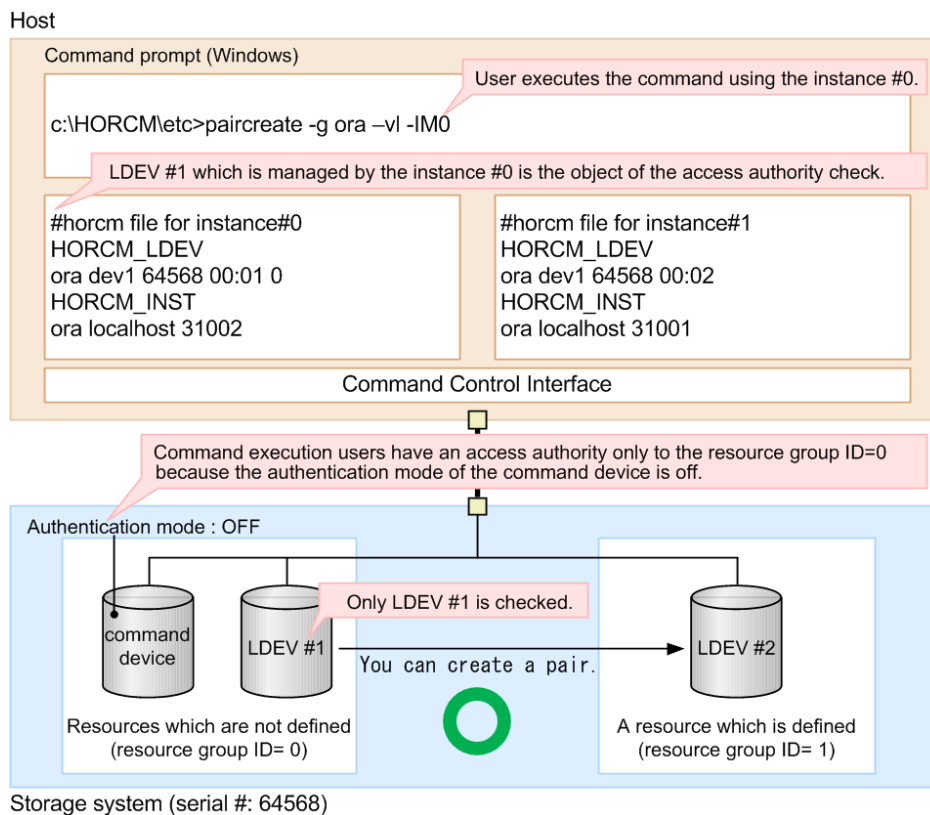 Host
Command prompt (Windows)
User executes the command using the instance #0.
c:\HORCM\etc>paircreate -g ora –vl -IM0
LDEV #1 which is managed by the instance #0 is the object of the access authority check.
#horcm file for instance#0
HORCM_LDEV
ora dev1 64568 00:01 0
HORCM_INST
ora localhost 31002
#horcm file for instance#1
HORCM_LDEV
ora dev1 64568 00:02
HORCM_INST
ora localhost 31001
Command Control Interface
Command execution users have an access authority only to the resource group ID=0
because the authentication mode of the command device is off.
Authentication mode : OFF
command
device
LDEV #1
Only LDEV #1 is checked.
You can create a pair.
LDEV #2
Resources which are not defined
(resource group ID= 0)
A resource which is defined
(resource group ID= 1)
Storage system (serial #: 64568)